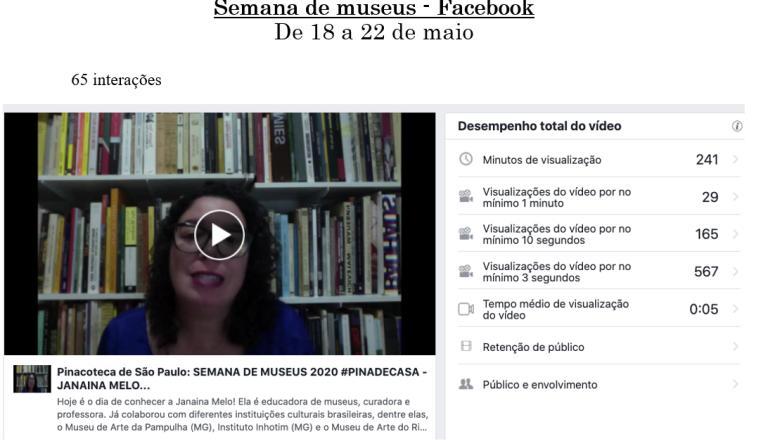 Semana de museus - Facebook
De 18 a 22 de maio
65 interações
Desempenho total do vídeo
Minutos de visualização 241
Visualizações do vídeo por no
mínimo 1 minuto 29
Visualizações do vídeo por no
mínimo 10 segundos 165
Visualizações do vídeo por no
mínimo 3 segundos 567
Tempo médio de visualização
do vídeo 0:05
Retenção de público
Público e envolvimento
Pinacoteca de São Paulo: SEMANA DE MUSEUS 2020 #PINADECASA -
JANAINA MELO...
Hoje é o dia de conhecer a Janaina Melo! Ela é educadora de museus, curadora e
professora. Já colaborou com diferentes instituições culturais brasileiras, dentre elas,
o Museu de Arte da Pampulha (MG), Instituto Inhotim (MG) e o Museu de Arte do Ri...